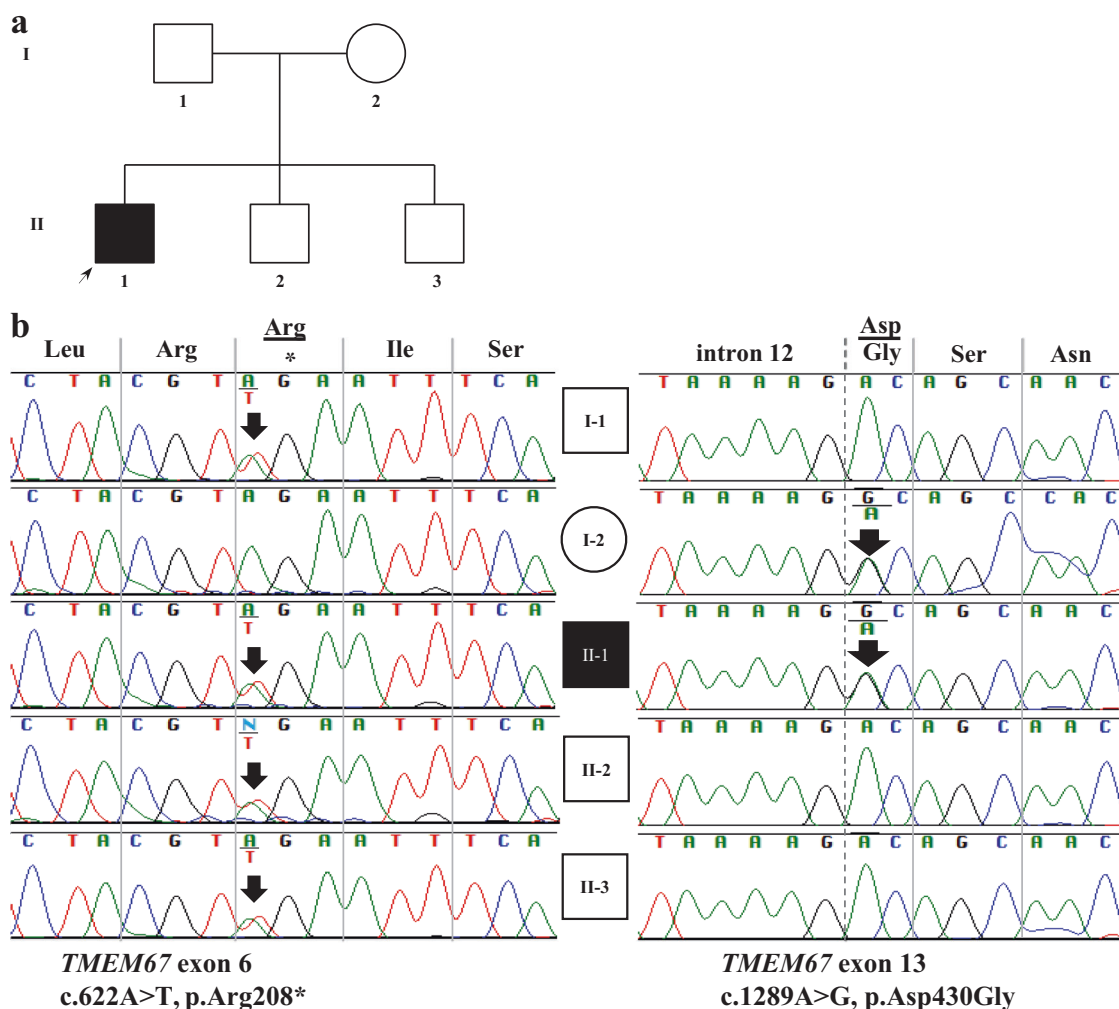 a
I
1
2
II
1
2
3
b
Leu Arg Arg * Ile Ser
C T A C G T A G A A T T T C A
T
I-1
C T A C G T A G A A T T T C A
I-2
C T A C G T A G A A T T T C A
T
II-1
C T A C G T N G A A T T T C A
T
II-2
C T A C G T A G A A T T T C A
T
II-3
TMEM67 exon 6
c.622A>T, p.Arg208*
intron 12 Asp Gly Ser Asn
T A A A A G A C A G C A A C
T A A A A G G C A G C C A C
A
T A A A A G G C A G C A A C
A
T A A A A G A C A G C A A C
T A A A A G A C A G C A A C
TMEM67 exon 13
c.1289A>G, p.Asp430Gly